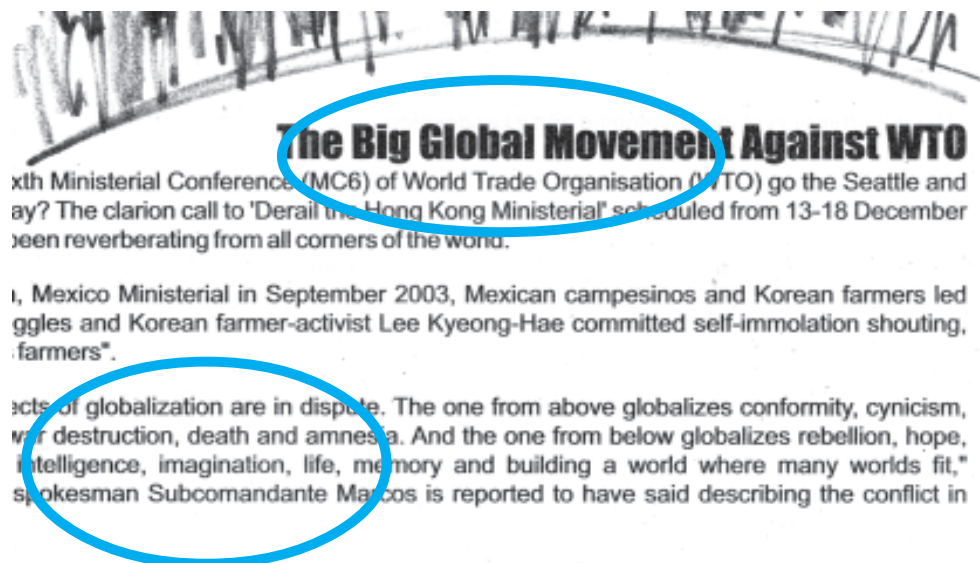 The Big Global Movement Against WTO
xth Ministerial Conference (MC6) of World Trade Organisation (WTO) go the Seattle and
ay? The clarion call to 'Derail the Hong Kong Ministerial' scheduled from 13-18 December
been reverberating from all corners of the world.
, Mexico Ministerial in September 2003, Mexican campesinos and Korean farmers led
ggles and Korean farmer-activist Lee Kyeong-Hae committed self-immolation shouting,
farmers".
ects of globalization are in dispute. The one from above globalizes conformity, cynicism,
war destruction, death and amnesia. And the one from below globalizes rebellion, hope,
intelligence, imagination, life, memory and building a world where many worlds fit,"
spokesman Subcomandante Marcos is reported to have said describing the conflict in